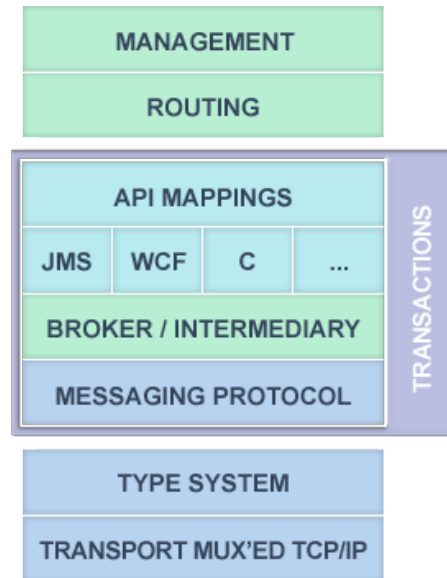 MANAGEMENT
ROUTING
API MAPPINGS
JMS WCF C ...
BROKER / INTERMEDIARY
MESSAGING PROTOCOL
TRANSACTIONS
TYPE SYSTEM
TRANSPORT MUX'ED TCP/IP